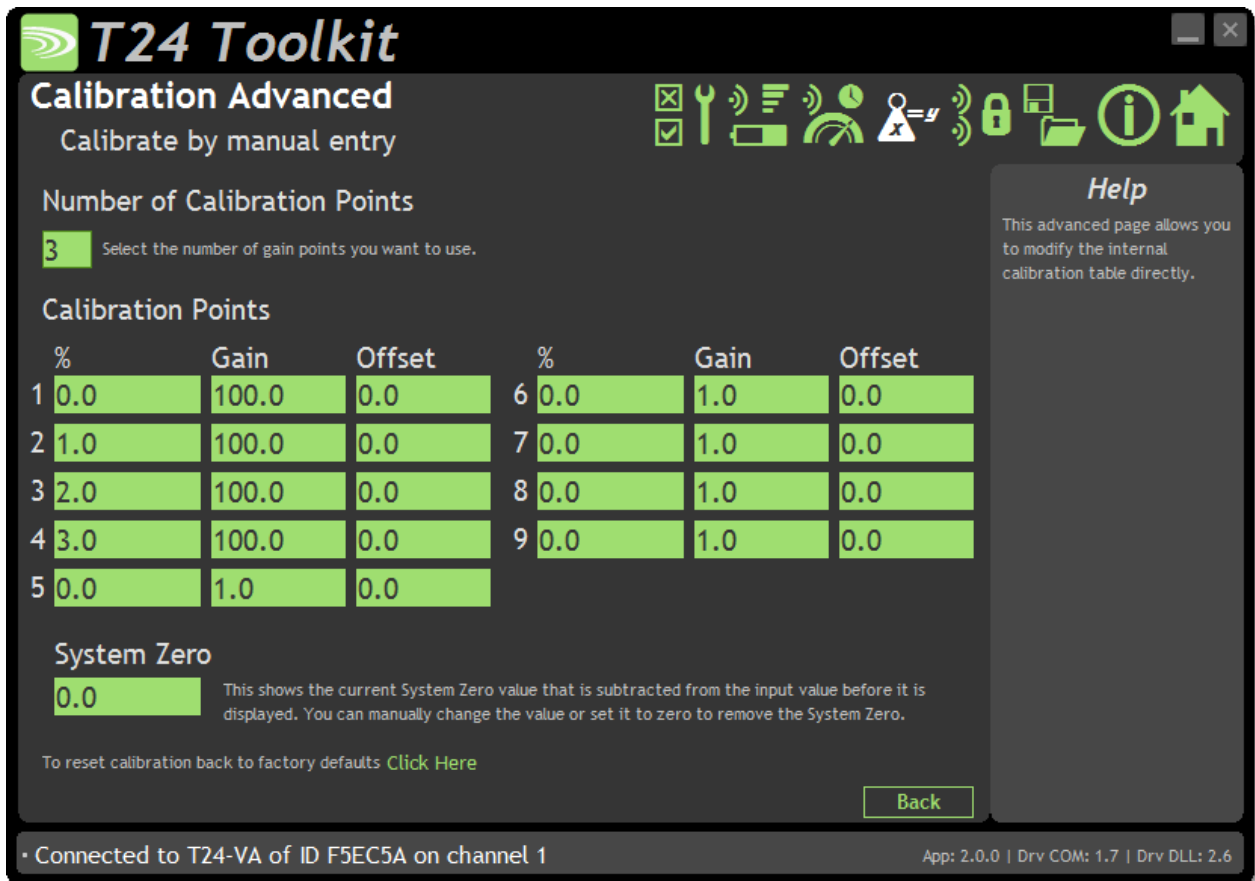 T24 Toolkit
Calibration Advanced
Calibrate by manual entry
x=y
Number of Calibration Points
3 Select the number of gain points you want to use.
Calibration Points
% Gain Offset % Gain Offset
1 0.0 100.0 0.0 6 0.0 1.0 0.0
2 1.0 100.0 0.0 7 0.0 1.0 0.0
3 2.0 100.0 0.0 8 0.0 1.0 0.0
4 3.0 100.0 0.0 9 0.0 1.0 0.0
5 0.0 1.0 0.0
System Zero
0.0
This shows the current System Zero value that is subtracted from the input value before it is
displayed. You can manually change the value or set it to zero to remove the System Zero.
To reset calibration back to factory defaults Click Here
Back
Help
This advanced page allows you
to modify the internal
calibration table directly.
· Connected to T24-VA of ID F5EC5A on channel 1
App: 2.0.0 | Drv COM: 1.7 | Drv DLL: 2.6